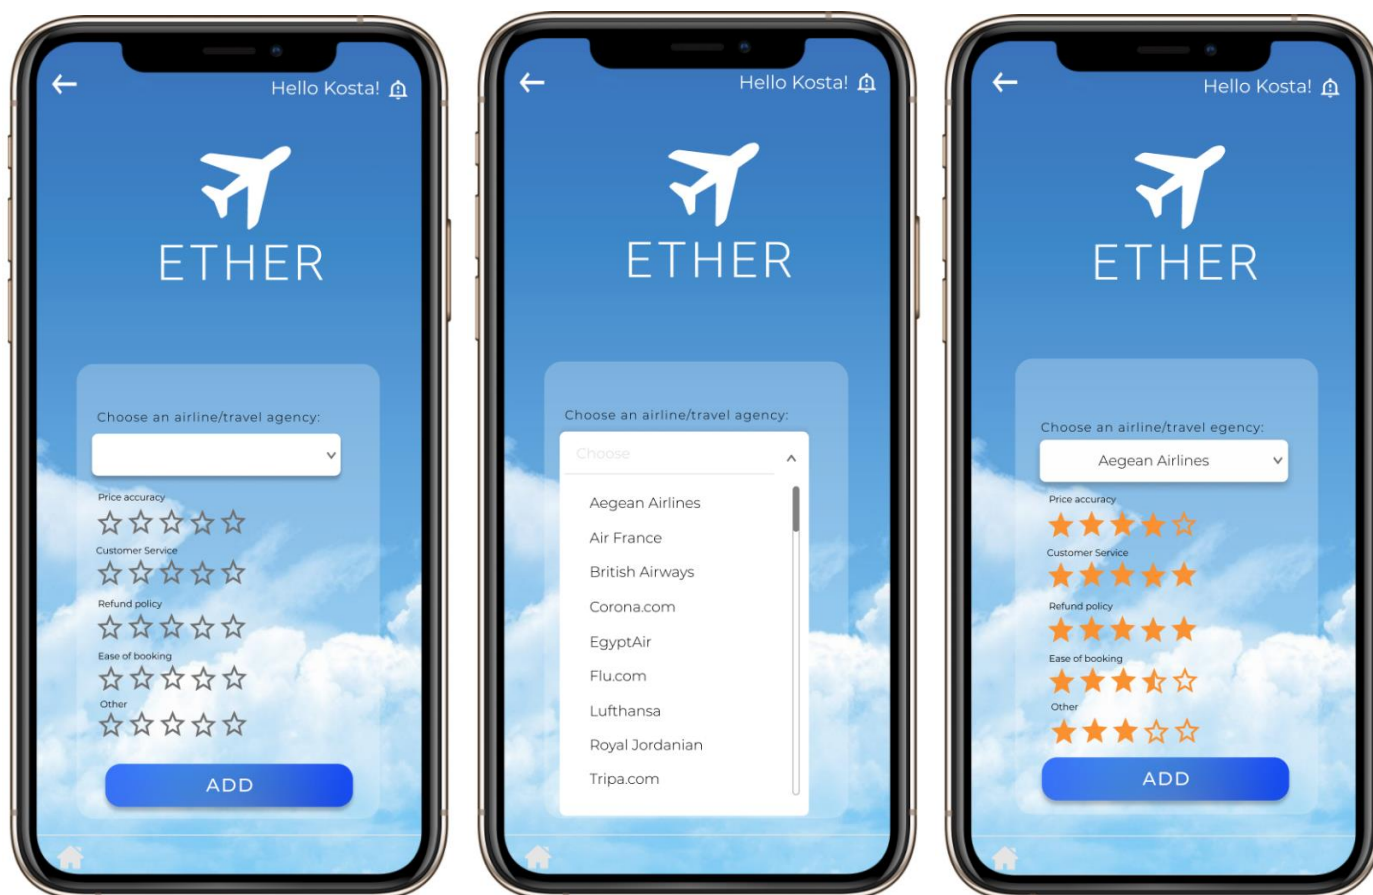 Hello Kosta!
ETHER
Choose an airline/travel agency:
Price accuracy
Customer Service
Refund policy
Ease of booking
Other
ADD
Hello Kosta!
ETHER
Choose an airline/travel agency:
Choose
Aegean Airlines
Air France
British Airways
Corona.com
EgyptAir
Flu.com
Lufthansa
Royal Jordanian
Tripa.com
Hello Kosta!
ETHER
Choose an airline/travel egency:
Aegean Airlines
Price accuracy
Customer Service
Refund policy
Ease of booking
Other
ADD